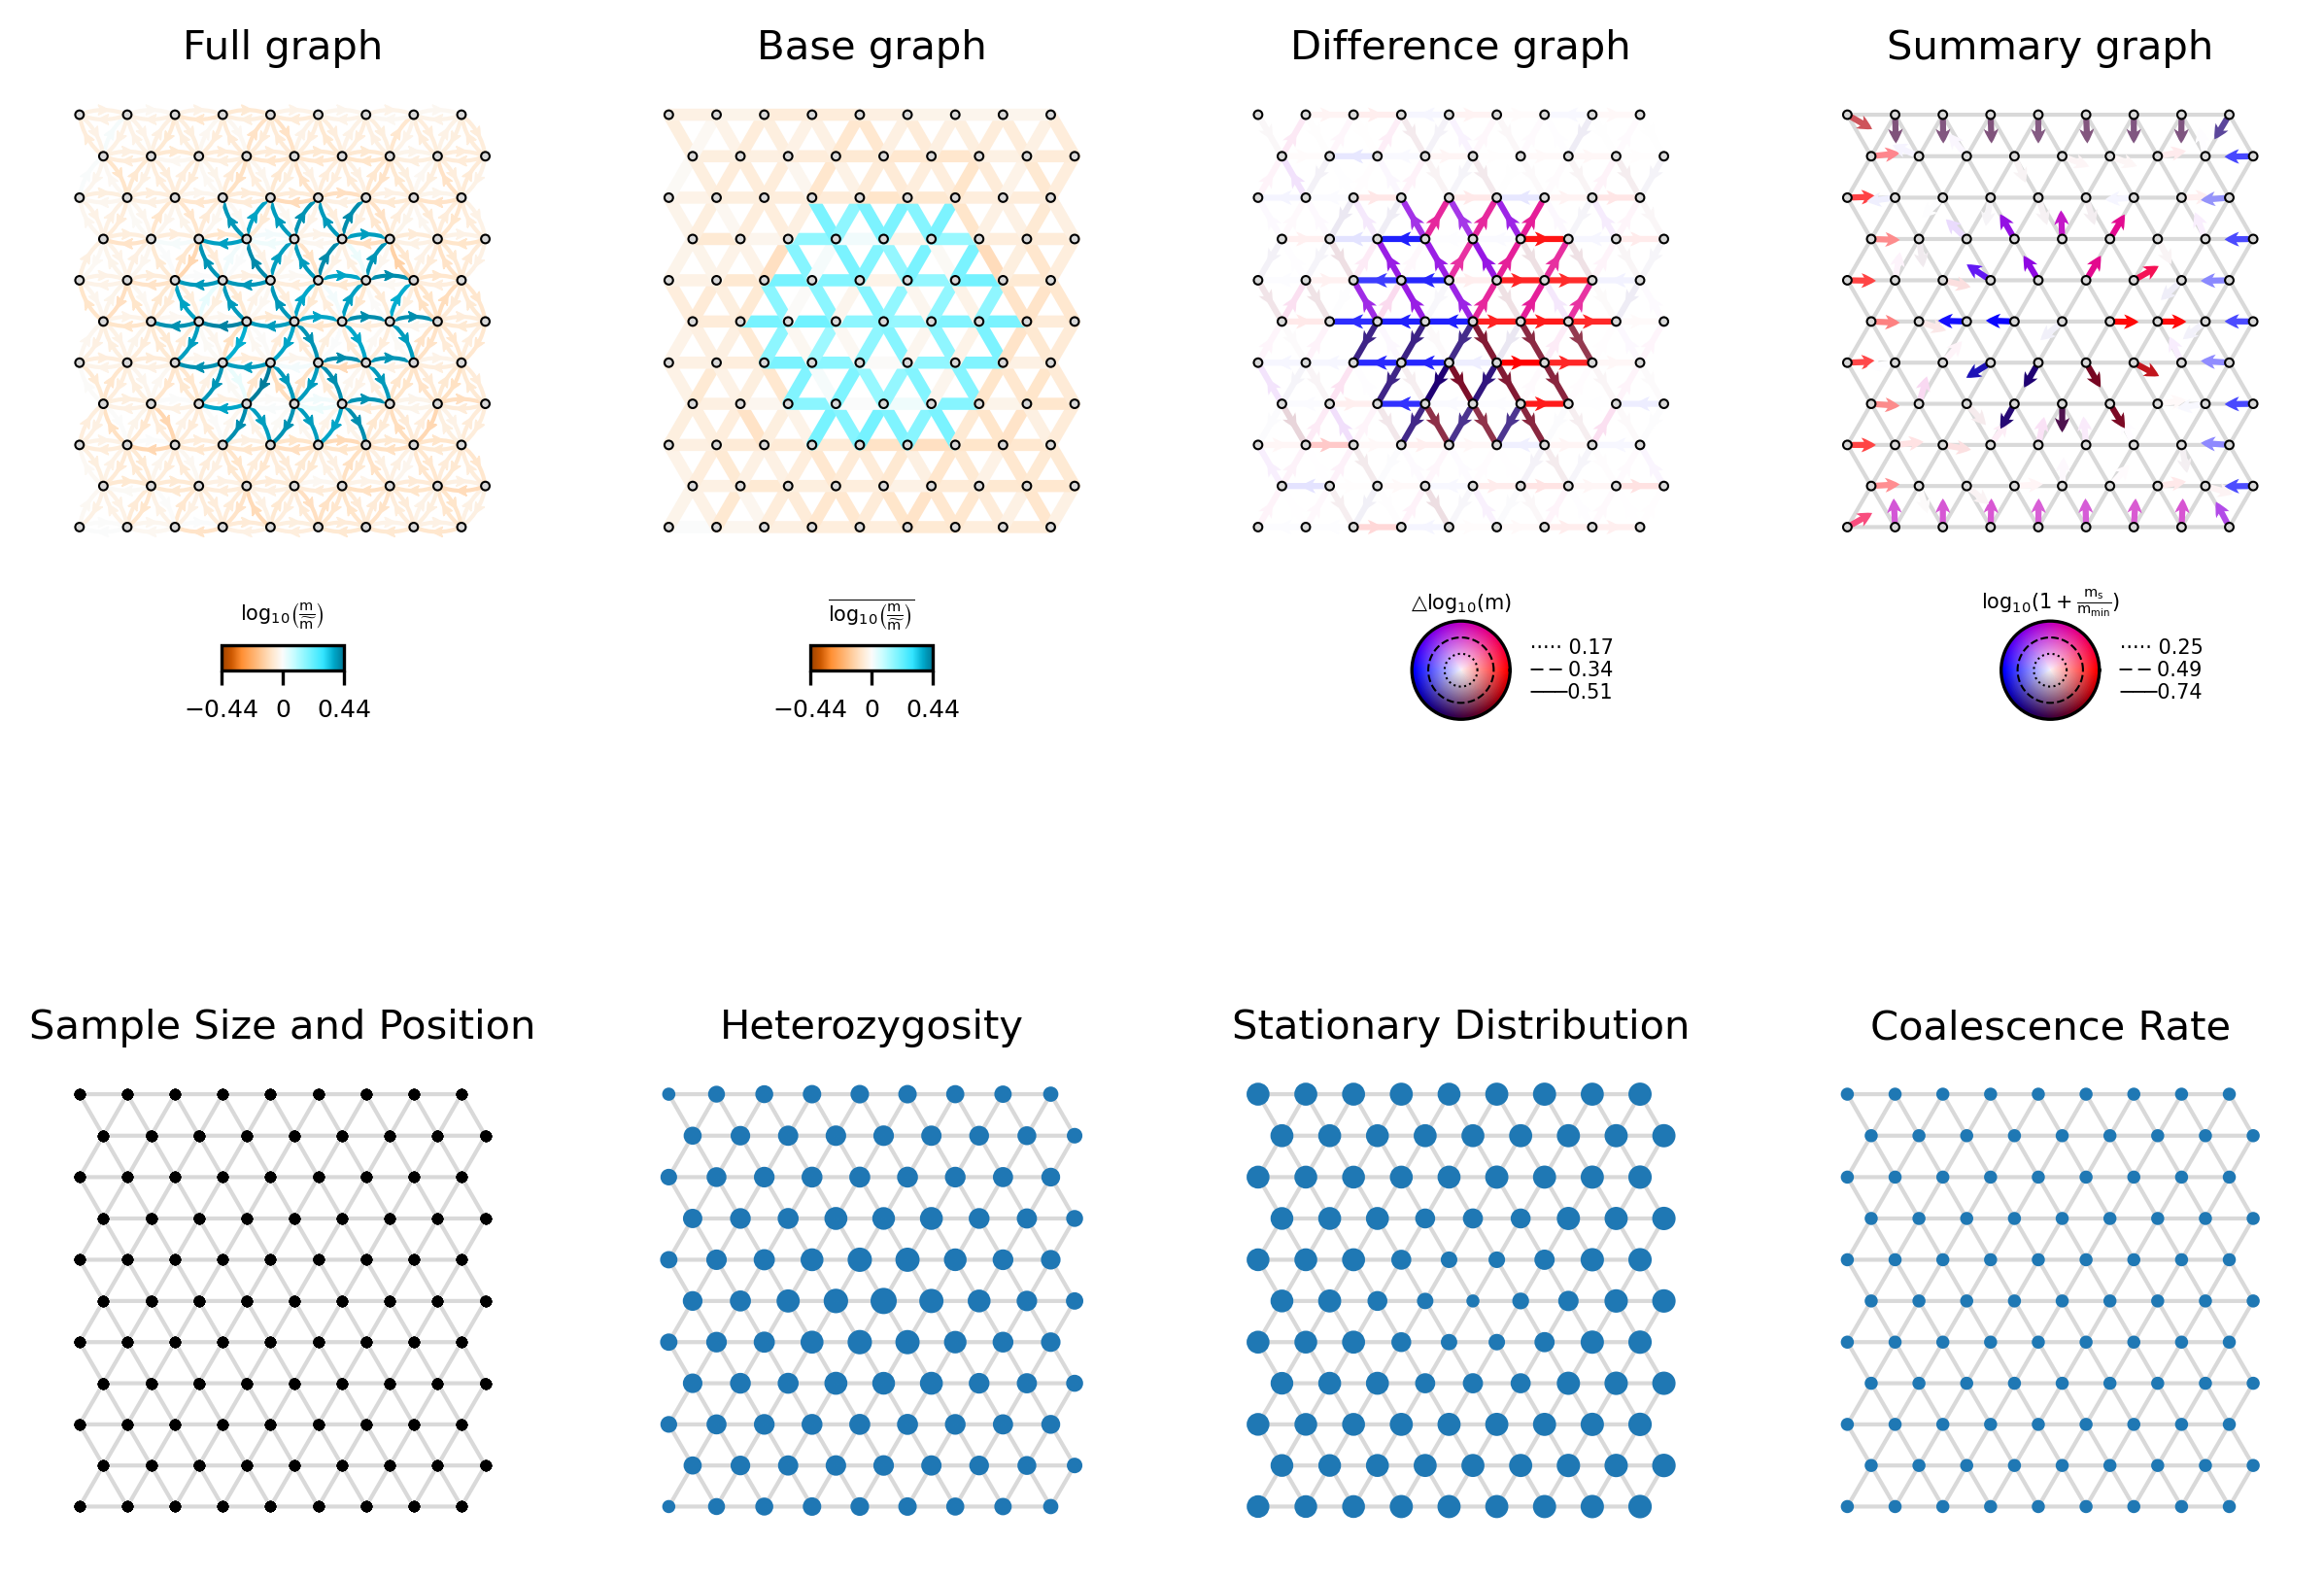 Full graph
Base graph
Difference graph
Summary graph
log₁₀(m/m̃)
−0.44 0 0.44
log₁₀(m/m̃)
−0.44 0 0.44
△log₁₀(m)
0.17
0.34
0.51
log₁₀(1 + mₛ/m_min)
0.25
0.49
0.74
Sample Size and Position
Heterozygosity
Stationary Distribution
Coalescence Rate